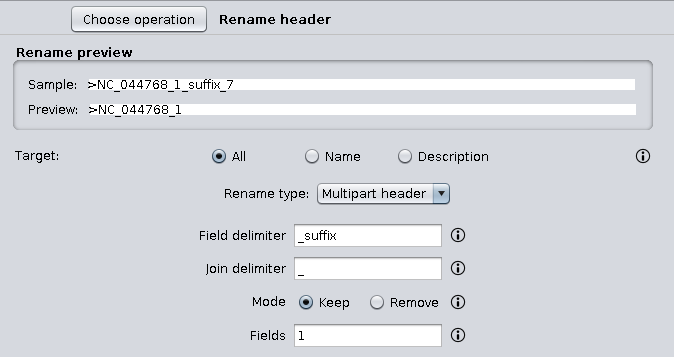 Choose operation Rename header
Rename preview
Sample: >NC_044768_1_suffix_7
Preview: >NC_044768_1
Target: All Name Description
Rename type: Multipart header
Field delimiter _suffix
Join delimiter _
Mode Keep Remove
Fields 1